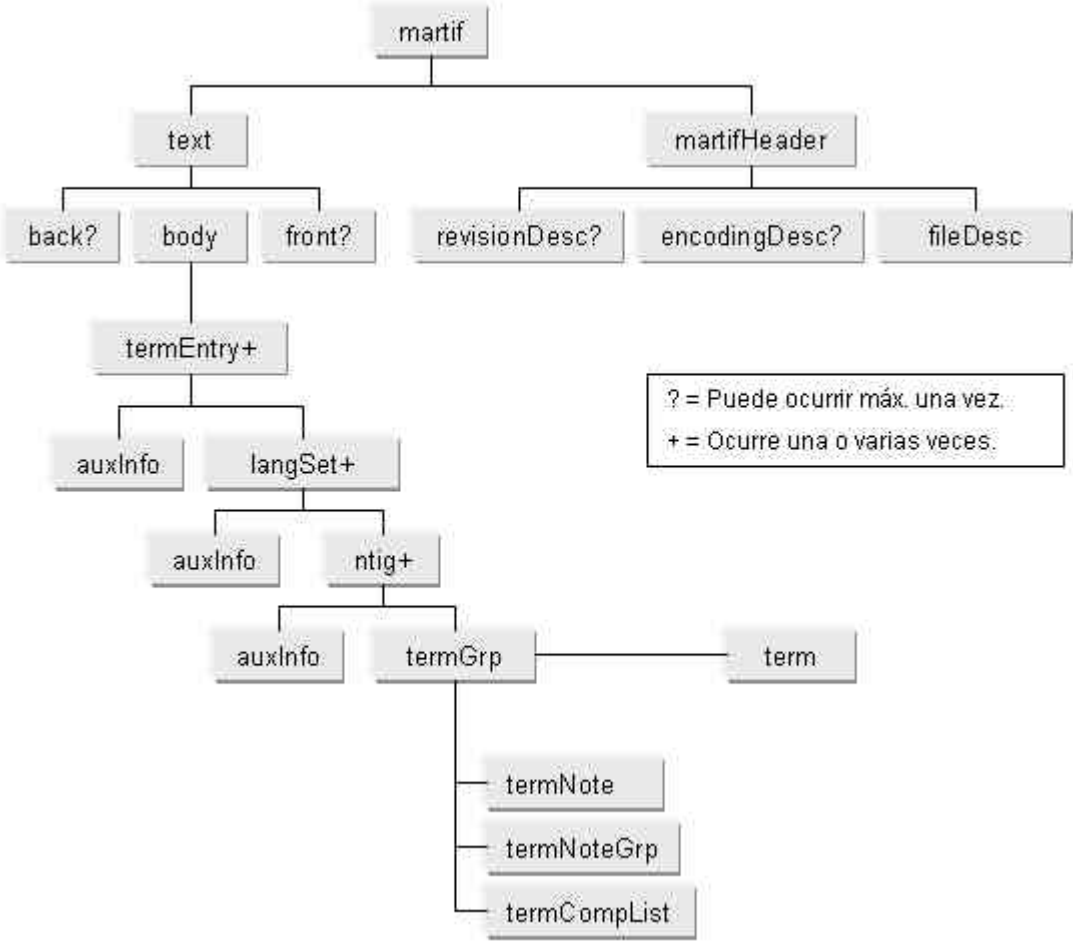 martif
text
martifHeader
back?
body
front?
revisionDesc?
encodingDesc?
fileDesc
termEntry+
? = Puede ocurrir máx. una vez.
+ = Ocurre una o varias veces.
auxInfo
langSet+
auxInfo
ntig+
auxInfo
termGrp
term
termNote
termNoteGrp
termCompList